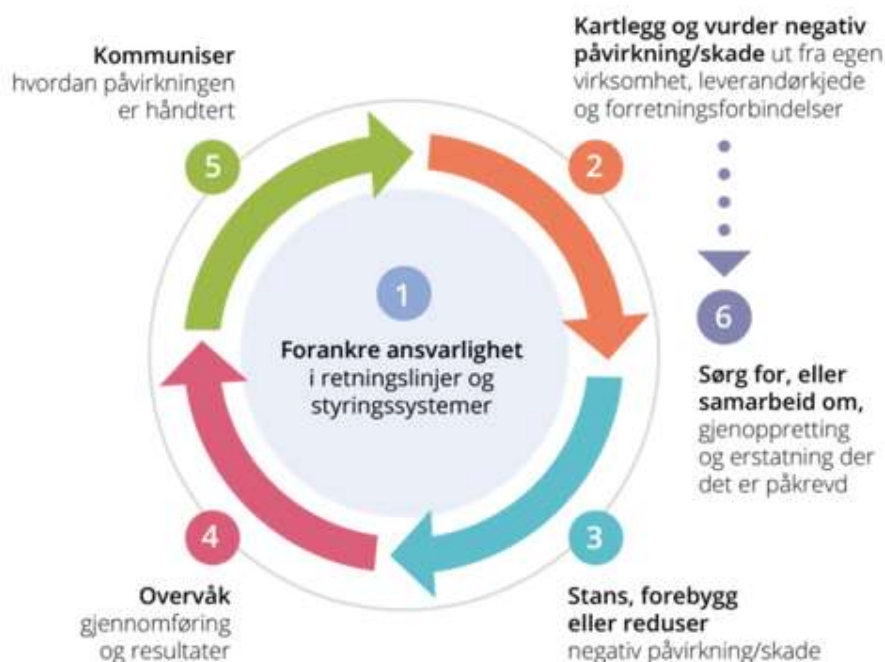 1
Forankre ansvarlighet
i retningslinjer og
styringssystemer
2
Kartlegg og vurder negativ
påvirkning/skade ut fra egen
virksomhet, leverandørkjede
og forretningsforbindelser
3
Stans, forebygg
eller reduser
negativ påvirkning/skade
4
Overvåk
gjennomføring
og resultater
5
Kommuniser
hvordan påvirkningen
er håndtert
6
Sørg for, eller
samarbeid om,
gjenoppretting
og erstatning der
det er påkrevd